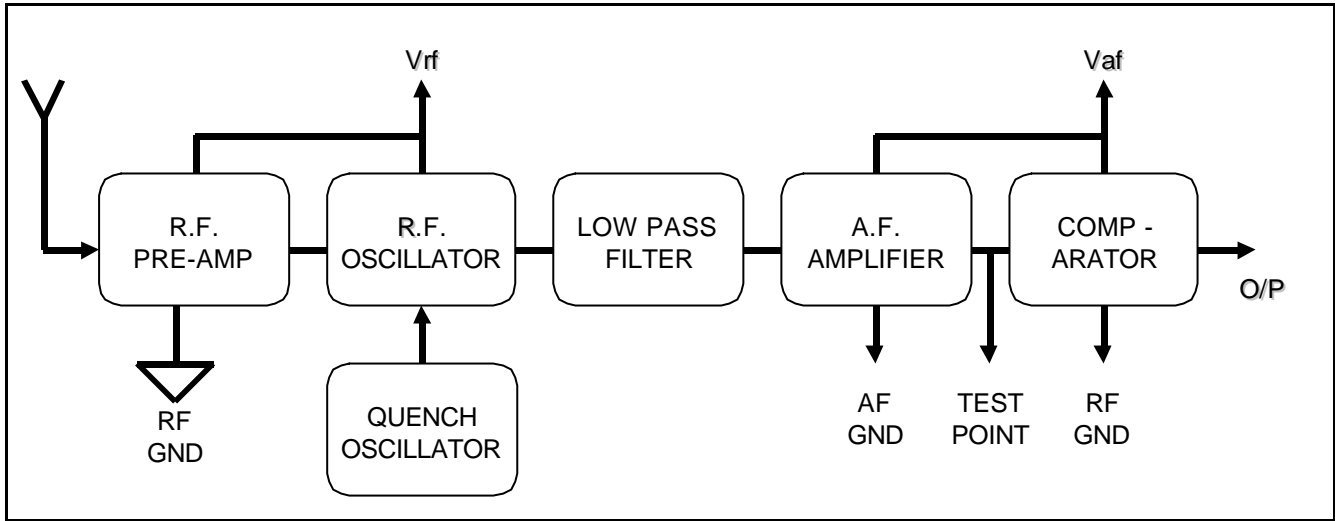 Vrf
Vaf
R.F.
PRE-AMP
R.F.
OSCILLATOR
LOW PASS
FILTER
A.F.
AMPLIFIER
COMP -
ARATOR
O/P
RF
GND
QUENCH
OSCILLATOR
AF
GND
TEST
POINT
RF
GND